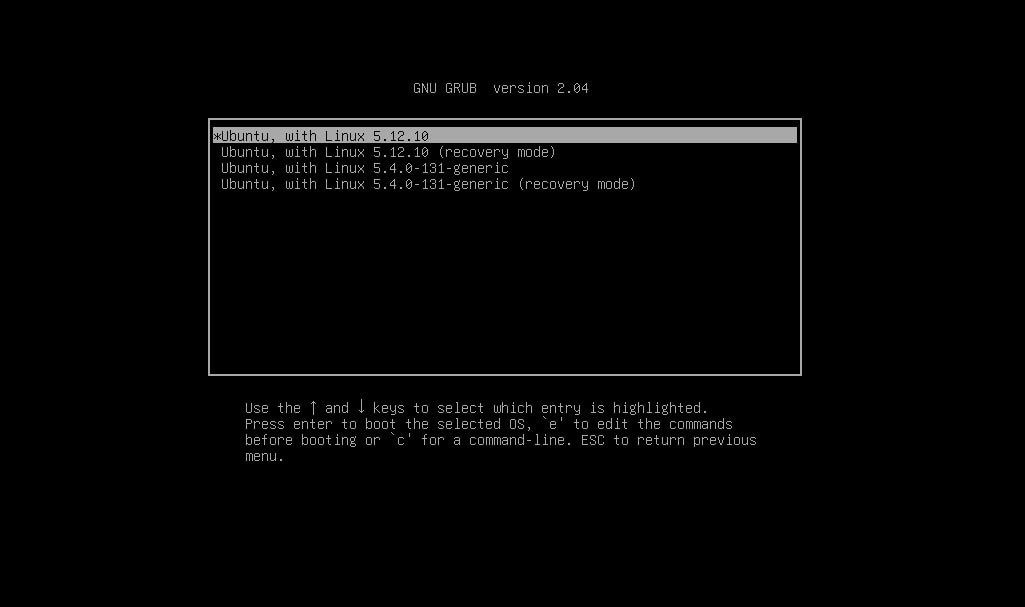 GNU GRUB  version 2.04
*Ubuntu, with Linux 5.12.10
Ubuntu, with Linux 5.12.10 (recovery mode)
Ubuntu, with Linux 5.4.0-131-generic
Ubuntu, with Linux 5.4.0-131-generic (recovery mode)
Use the ↑ and ↓ keys to select which entry is highlighted.
Press enter to boot the selected OS, `e' to edit the commands
before booting or `c' for a command-line. ESC to return previous
menu.